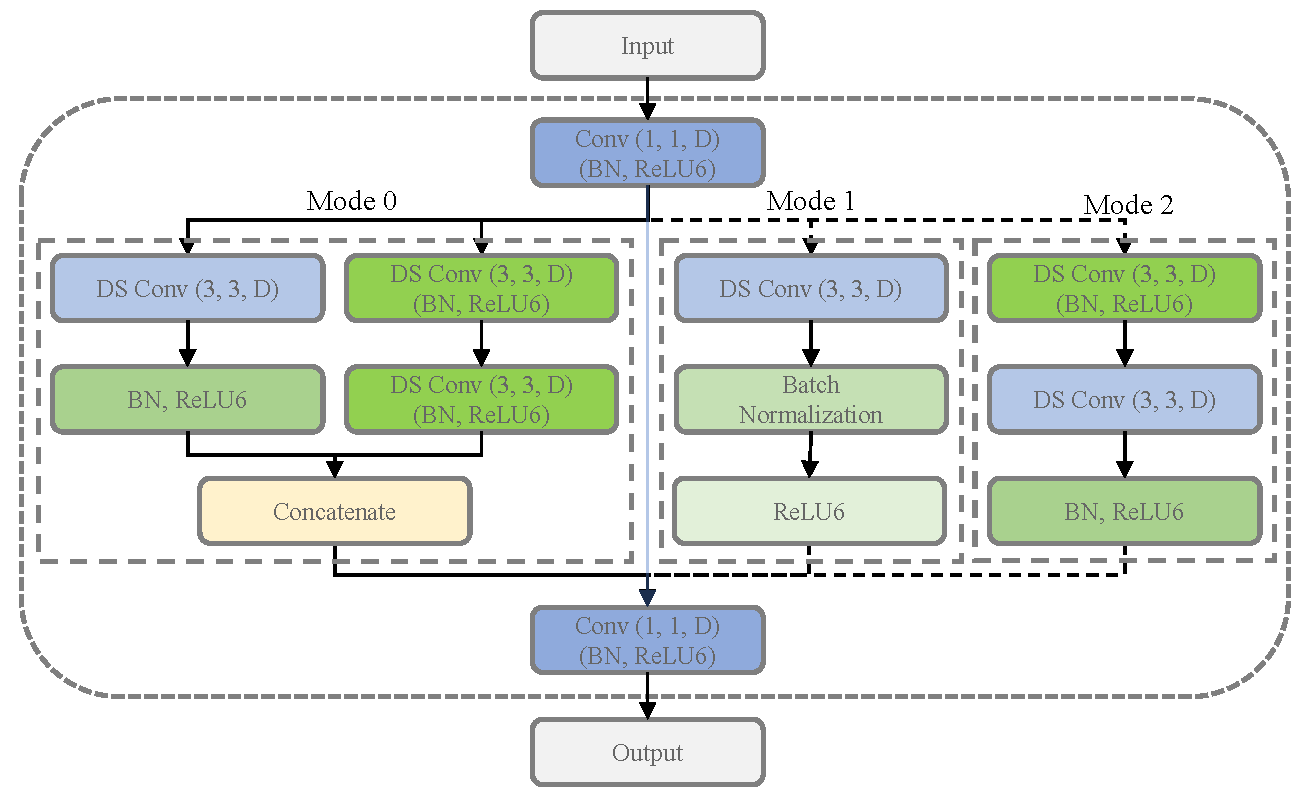 Input
Conv (1, 1, D)
(BN, ReLU6)
Mode 0
Mode 1
Mode 2
DS Conv (3, 3, D)
DS Conv (3, 3, D)
(BN, ReLU6)
DS Conv (3, 3, D)
DS Conv (3, 3, D)
(BN, ReLU6)
BN, ReLU6
DS Conv (3, 3, D)
(BN, ReLU6)
Batch
Normalization
DS Conv (3, 3, D)
Concatenate
ReLU6
BN, ReLU6
Conv (1, 1, D)
(BN, ReLU6)
Output